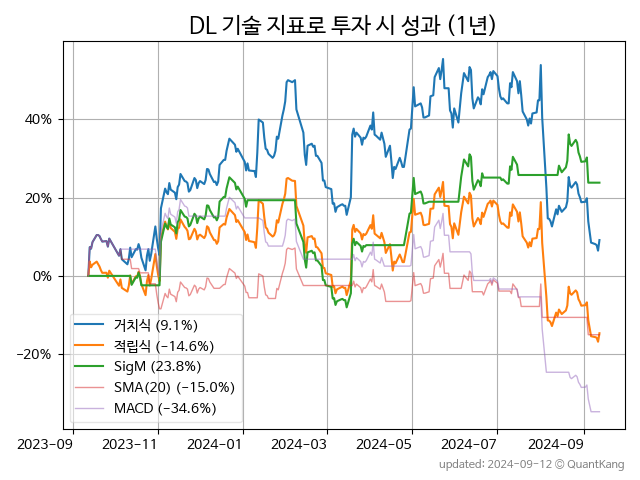 DL 기술 지표로 투자 시 성과 (1년)
40%
20%
0%
−20%
거치식 (9.1%)
적립식 (−14.6%)
SigM (23.8%)
SMA(20) (−15.0%)
MACD (−34.6%)
2023-09 2023-11 2024-01 2024-03 2024-05 2024-07 2024-09
updated: 2024-09-12 © QuantKang